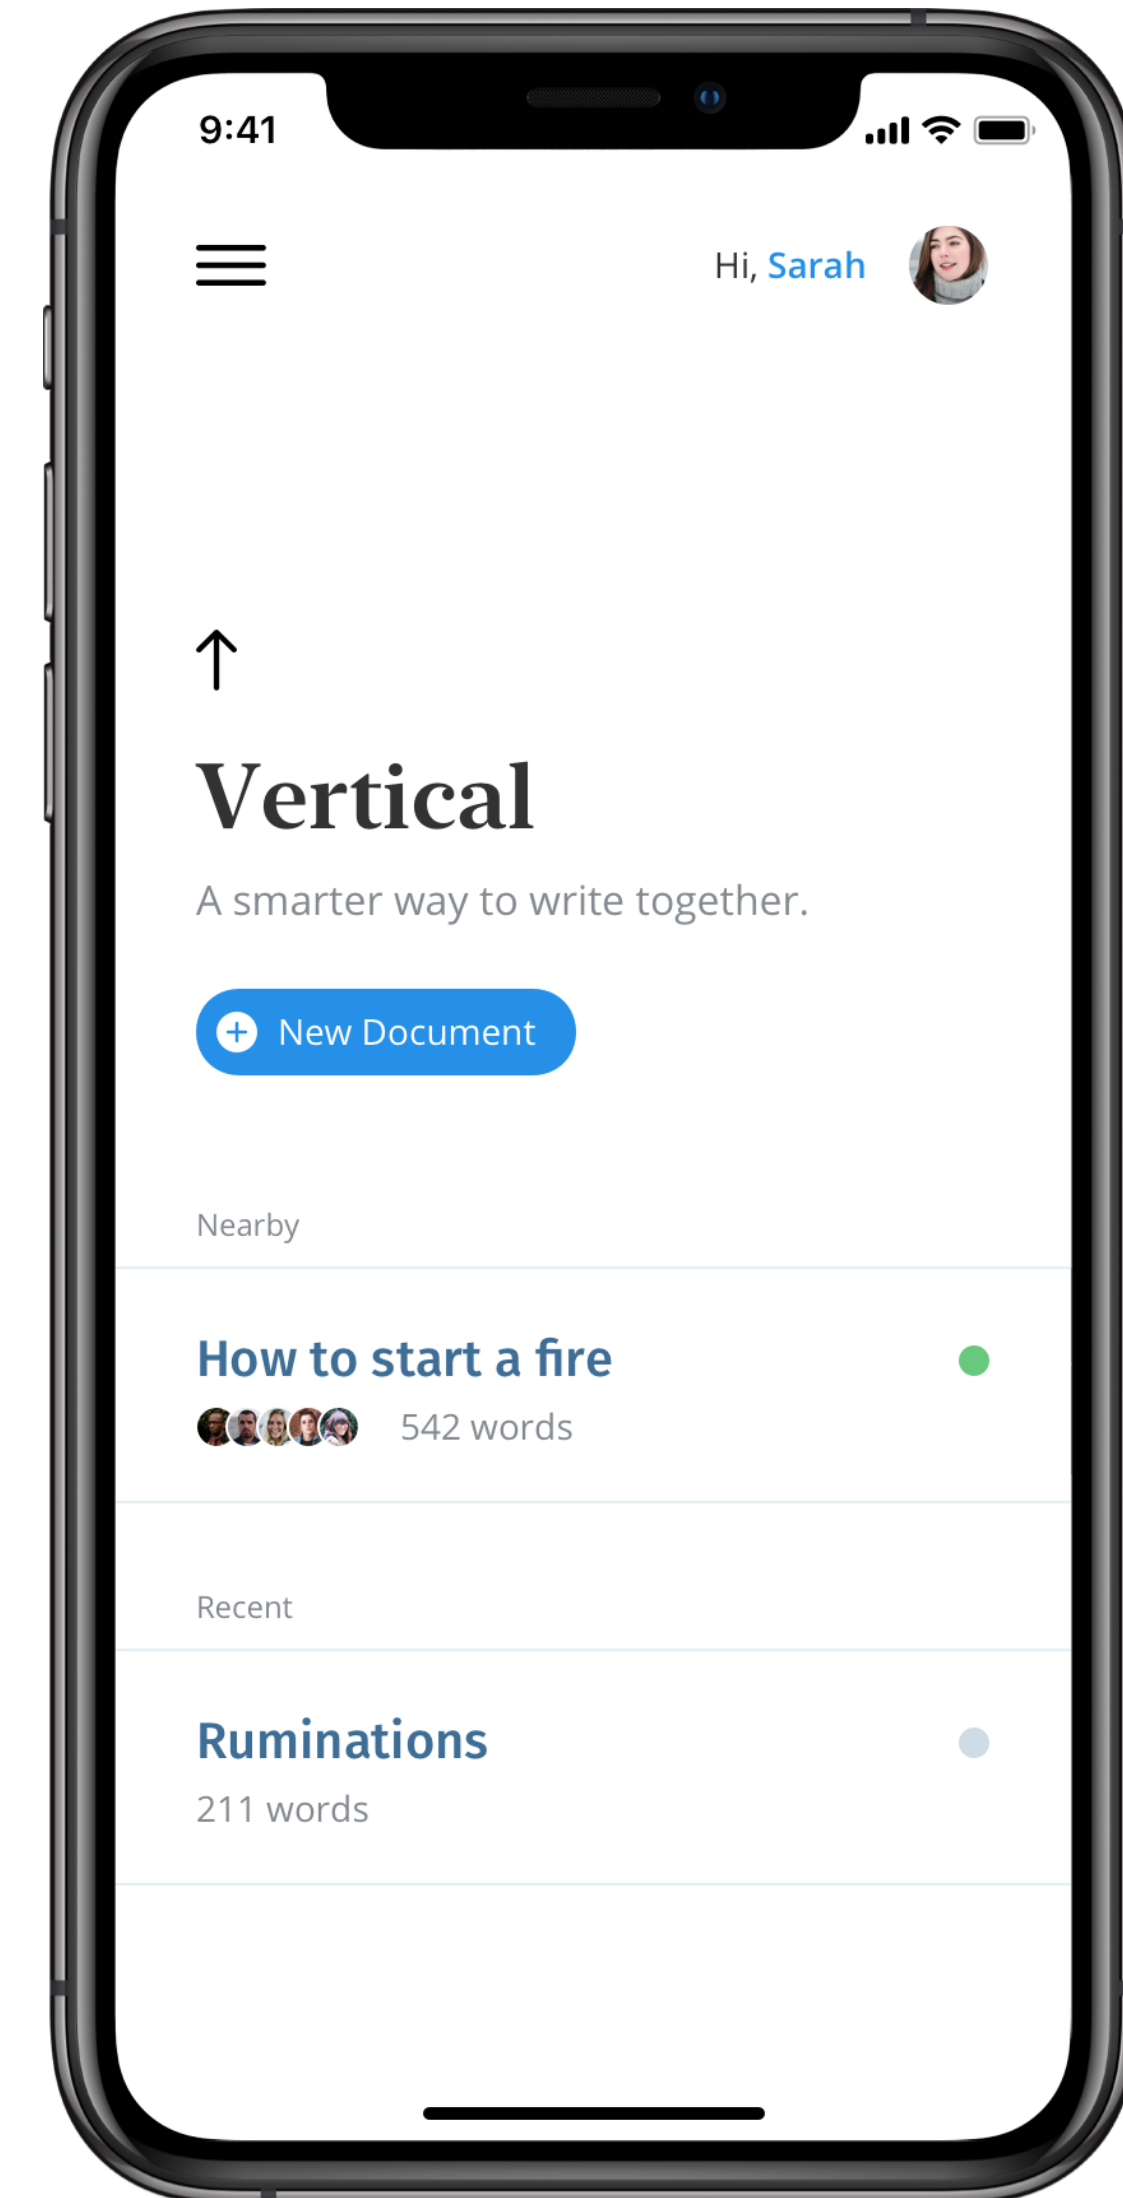 9:41
Hi, Sarah
Vertical
A smarter way to write together.
New Document
Nearby
How to start a fire
542 words
Recent
Ruminations
211 words